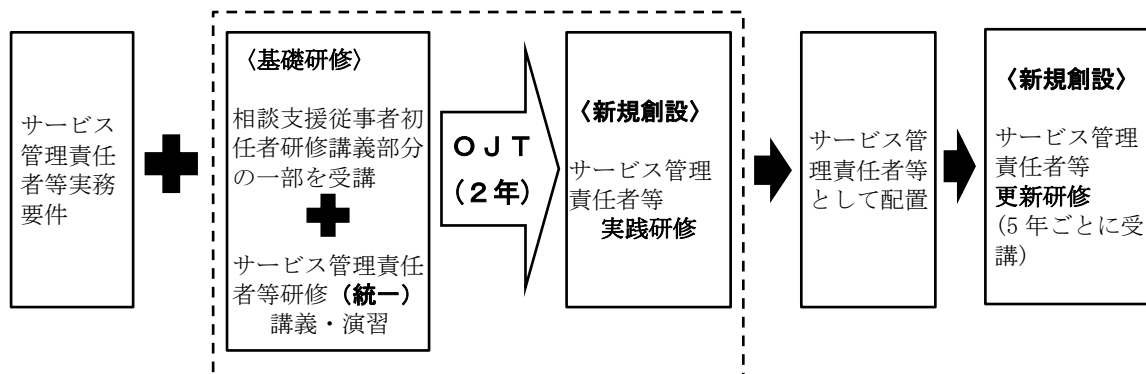 サービス
管理責任
者等実務
要件
〈基礎研修〉
相談支援従事者初
任者研修講義部分
の一部を受講
サービス管理責任
者等研修（統一）
講義・演習
ＯＪＴ
（２年）
〈新規創設〉
サービス管理
責任者等
実践研修
サービス管
理責任者等
として配置
〈新規創設〉
サービス管理
責任者等
更新研修
(5 年ごとに受
講)